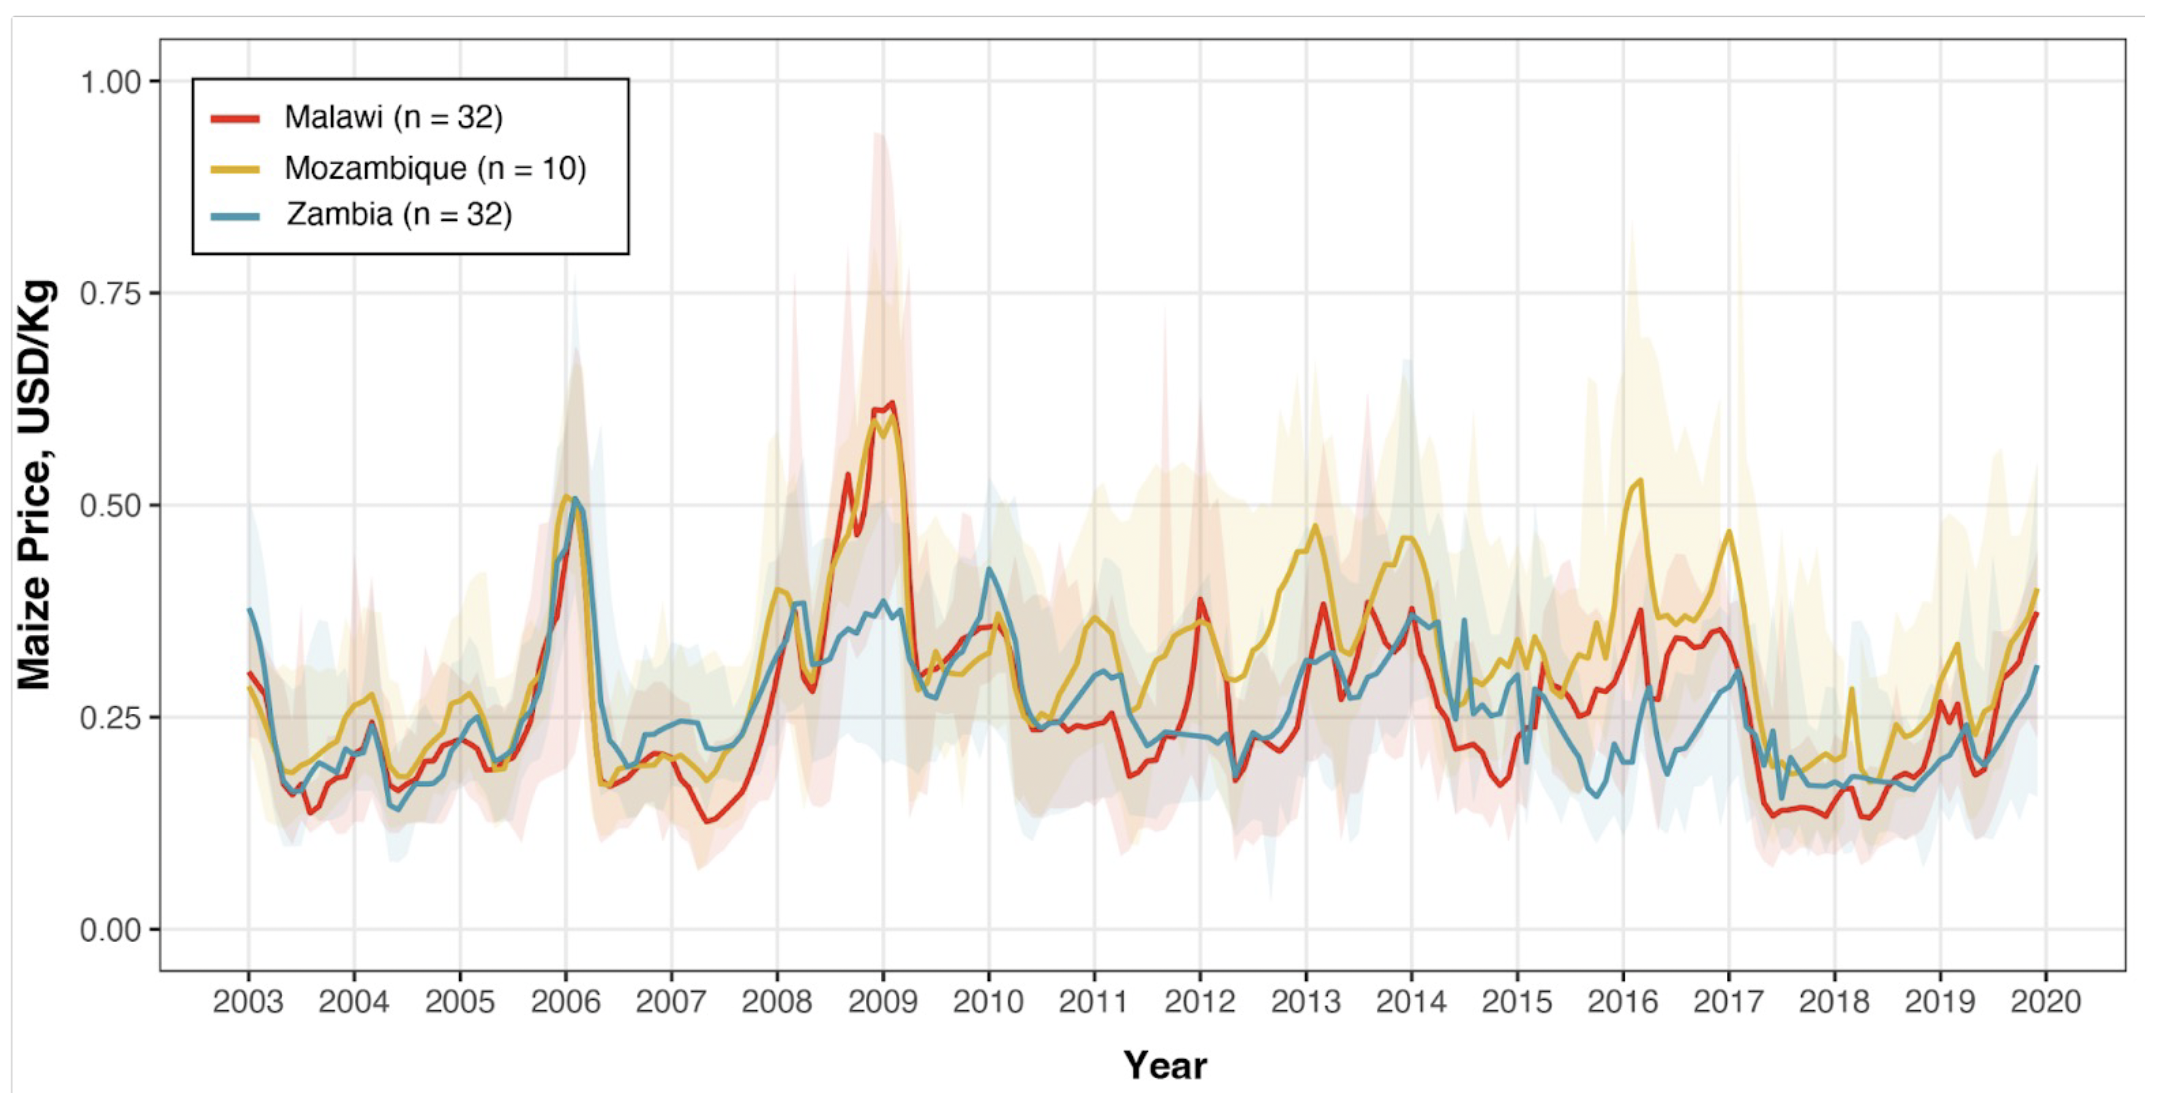 Malawi (n = 32)
Mozambique (n = 10)
Zambia (n = 32)
Maize Price, USD/Kg
1.00
0.75
0.50
0.25
0.00
2003 2004 2005 2006 2007 2008 2009 2010 2011 2012 2013 2014 2015 2016 2017 2018 2019 2020
Year